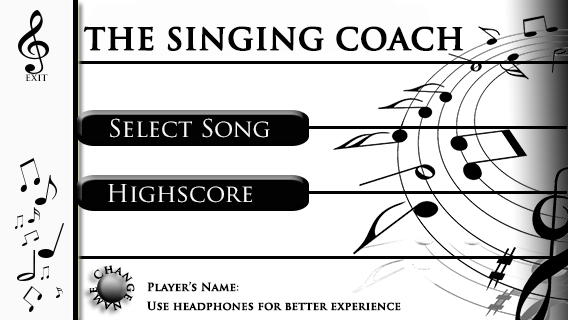 THE SINGING COACH
EXIT
SELECT SONG
HIGHSCORE
CHANGE NAME
PLAYER'S NAME:
USE HEADPHONES FOR BETTER EXPERIENCE